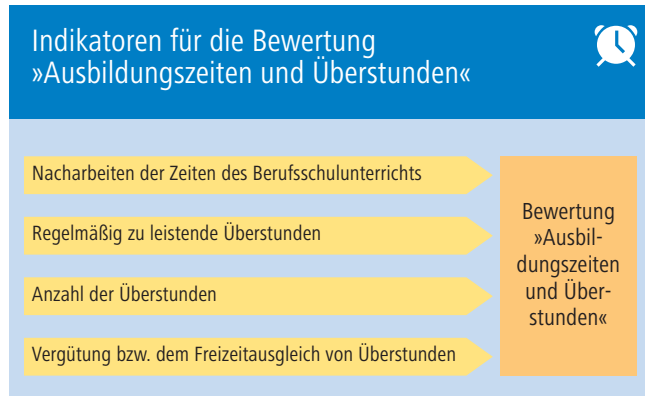 Indikatoren für die Bewertung
»Ausbildungszeiten und Überstunden«
Nacharbeiten der Zeiten des Berufsschulunterrichts
Regelmäßig zu leistende Überstunden
Anzahl der Überstunden
Vergütung bzw. dem Freizeitausgleich von Überstunden
Bewertung
»Ausbil-
dungszeiten
und Über-
stunden«